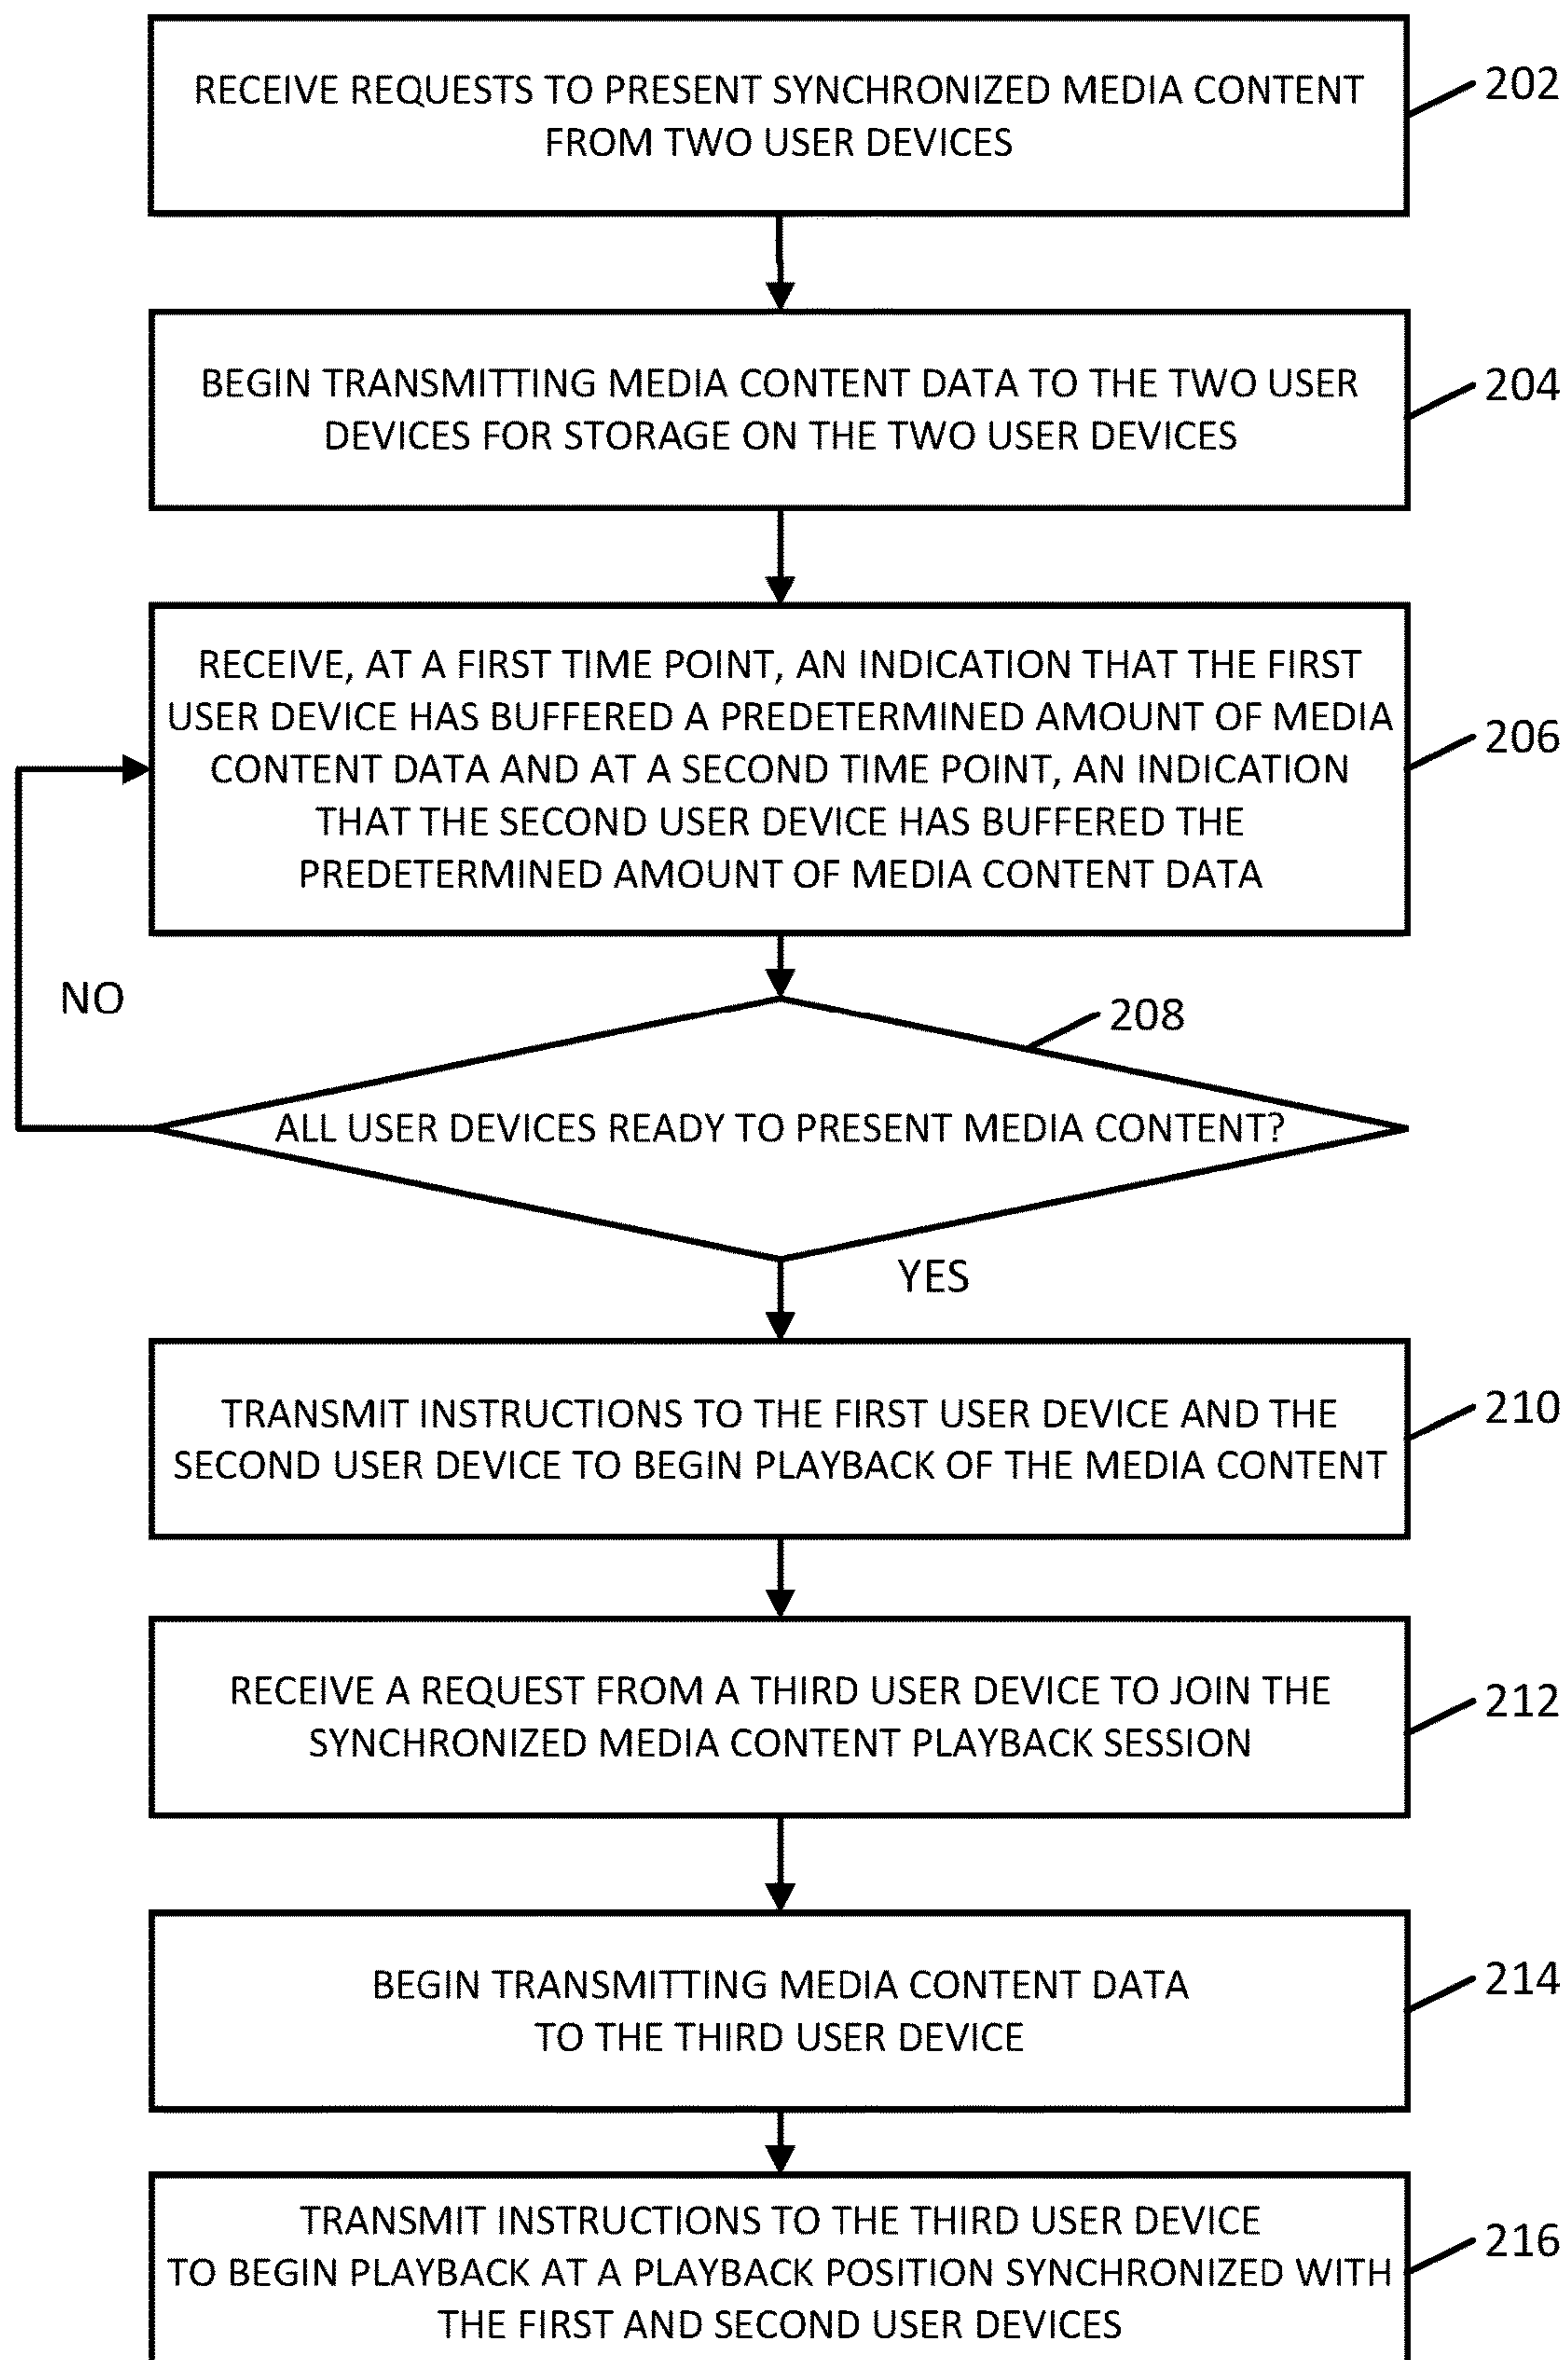 RECEIVE REQUESTS TO PRESENT SYNCHRONIZED MEDIA CONTENT
FROM TWO USER DEVICES
202
BEGIN TRANSMITTING MEDIA CONTENT DATA TO THE TWO USER
DEVICES FOR STORAGE ON THE TWO USER DEVICES
204
RECEIVE, AT A FIRST TIME POINT, AN INDICATION THAT THE FIRST
USER DEVICE HAS BUFFERED A PREDETERMINED AMOUNT OF MEDIA
CONTENT DATA AND AT A SECOND TIME POINT, AN INDICATION
THAT THE SECOND USER DEVICE HAS BUFFERED THE
PREDETERMINED AMOUNT OF MEDIA CONTENT DATA
206
NO
208
ALL USER DEVICES READY TO PRESENT MEDIA CONTENT?
YES
TRANSMIT INSTRUCTIONS TO THE FIRST USER DEVICE AND THE
SECOND USER DEVICE TO BEGIN PLAYBACK OF THE MEDIA CONTENT
210
RECEIVE A REQUEST FROM A THIRD USER DEVICE TO JOIN THE
SYNCHRONIZED MEDIA CONTENT PLAYBACK SESSION
212
BEGIN TRANSMITTING MEDIA CONTENT DATA
TO THE THIRD USER DEVICE
214
TRANSMIT INSTRUCTIONS TO THE THIRD USER DEVICE
TO BEGIN PLAYBACK AT A PLAYBACK POSITION SYNCHRONIZED WITH
THE FIRST AND SECOND USER DEVICES
216